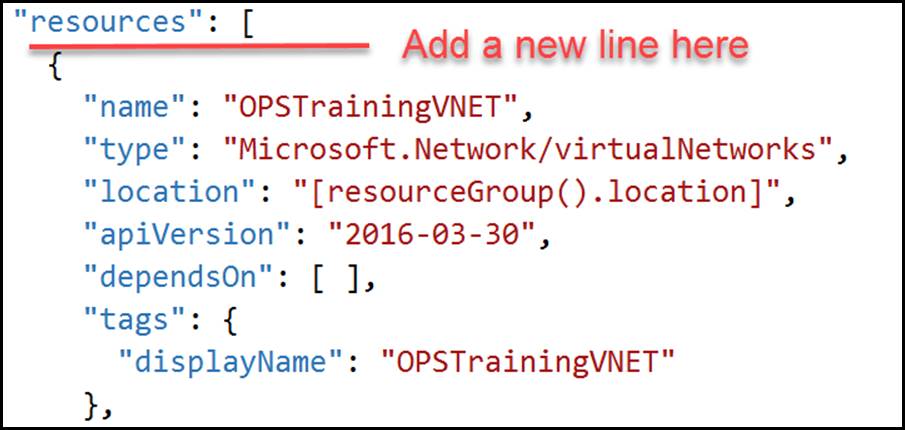 "resources": [
Add a new line here
{
"name": "OPSTrainingVNET",
"type": "Microsoft.Network/virtualNetworks",
"location": "[resourceGroup().location]",
"apiVersion": "2016-03-30",
"dependsOn": [ ],
"tags": {
"displayName": "OPSTrainingVNET"
},